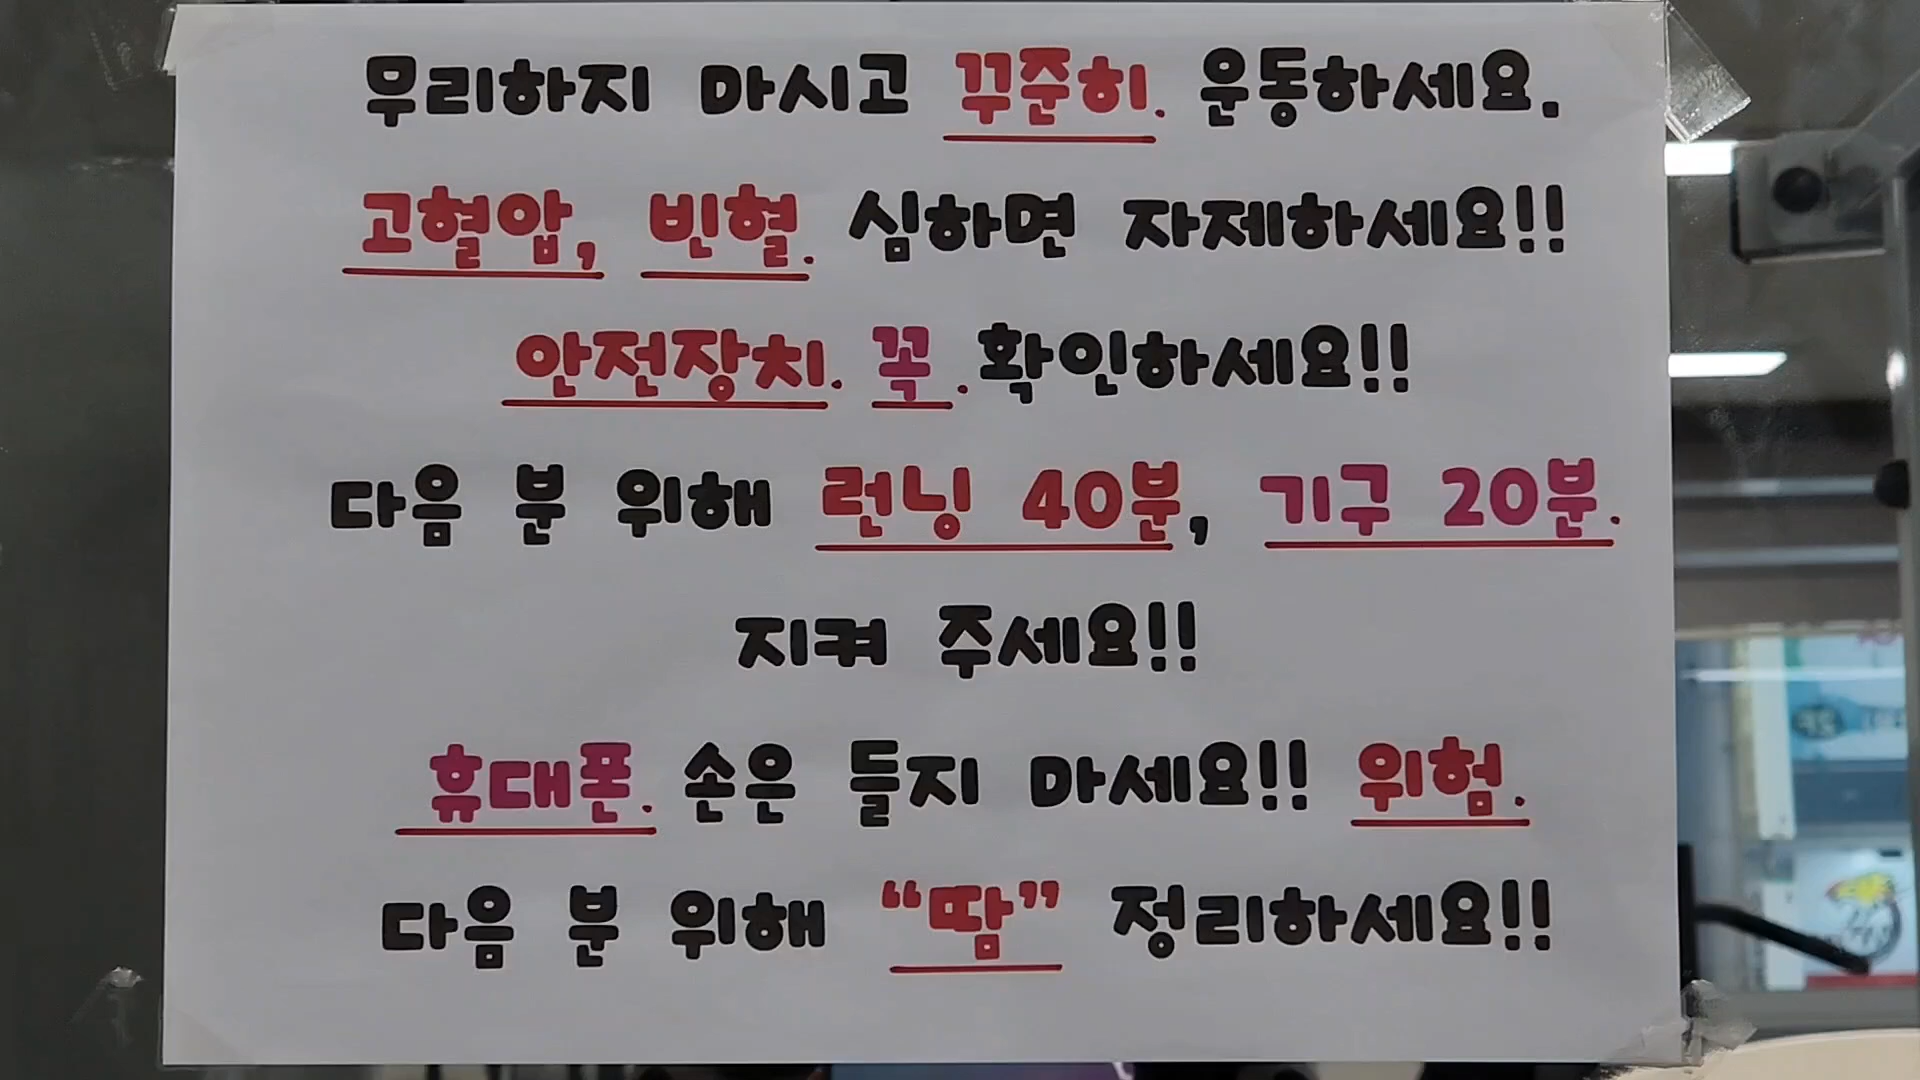 무리하지 마시고 꾸준히. 운동하세요.
고혈압, 빈혈. 심하면 자제하세요!!
안전장치. 꼭.확인하세요!!
다음 분 위해 런닝 40분, 기구 20분.
지켜 주세요!!
휴대폰. 손은 들지 마세요!! 위험.
다음 분 위해 “땀” 정리하세요!!